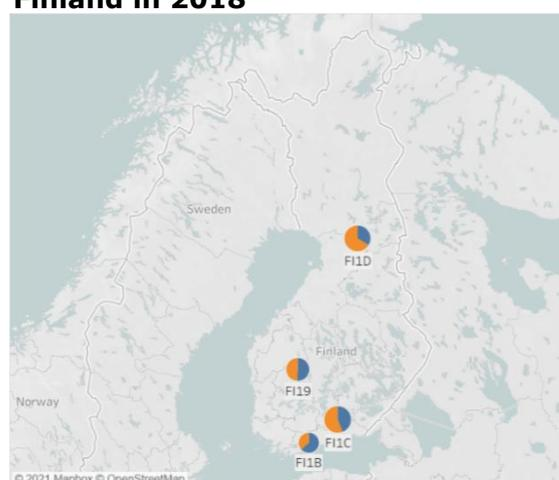 Finland in 2018
Sweden
FI1D
Finland
FI19
Norway
FI1C
FI1B
© 2021 Mapbox © OpenStreetMap